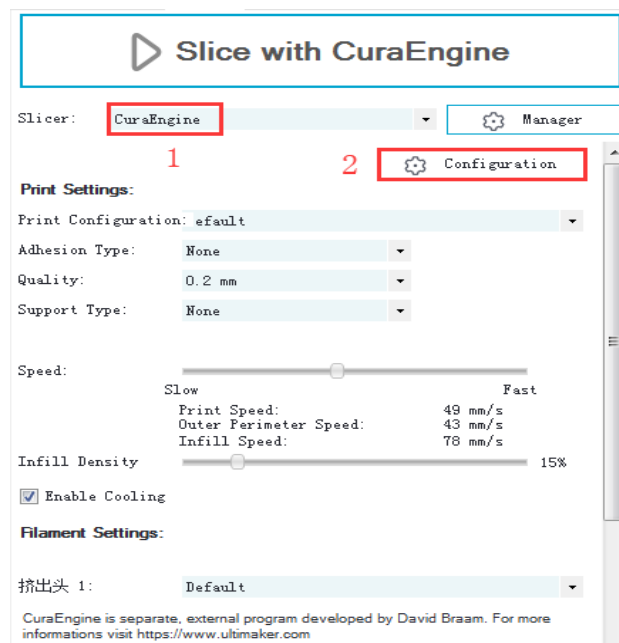 Slice with CuraEngine
Slicer: CuraEngine Manager
1 2 Configuration
Print Settings:
Print Configuration: efault
Adhesion Type: None
Quality: 0.2 mm
Support Type: None
Speed:
Slow Fast
Print Speed: 49 mm/s
Outer Perimeter Speed: 43 mm/s
Infill Speed: 78 mm/s
Infill Density 15%
Enable Cooling
Filament Settings:
挤出头 1: Default
CuraEngine is separate, external program developed by David Braam. For more
informations visit https://www.ultimaker.com